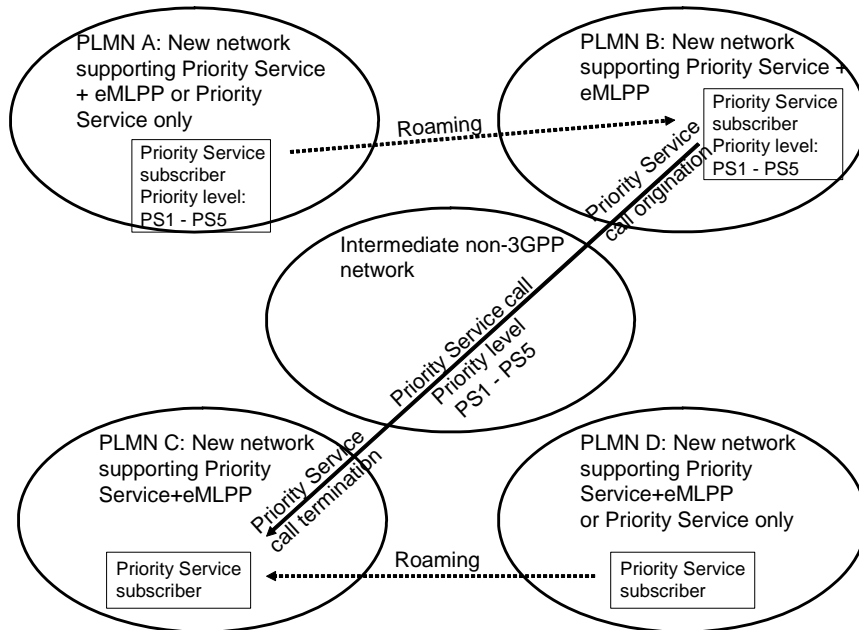 PLMN A: New network
supporting Priority Service
+ eMLPP or Priority
Service only
Priority Service
subscriber
Priority level:
PS1 - PS5
Roaming
PLMN B: New network
supporting Priority Service +
eMLPP
Priority Service
subscriber
Priority level:
PS1 - PS5
Priority Service
call origination
Intermediate non-3GPP
network
Priority Service call
Priority level
PS1 - PS5
Priority Service
call termination
PLMN C: New network
supporting Priority
Service+eMLPP
Priority Service
subscriber
Roaming
PLMN D: New network
supporting Priority
Service+eMLPP
or Priority Service only
Priority Service
subscriber